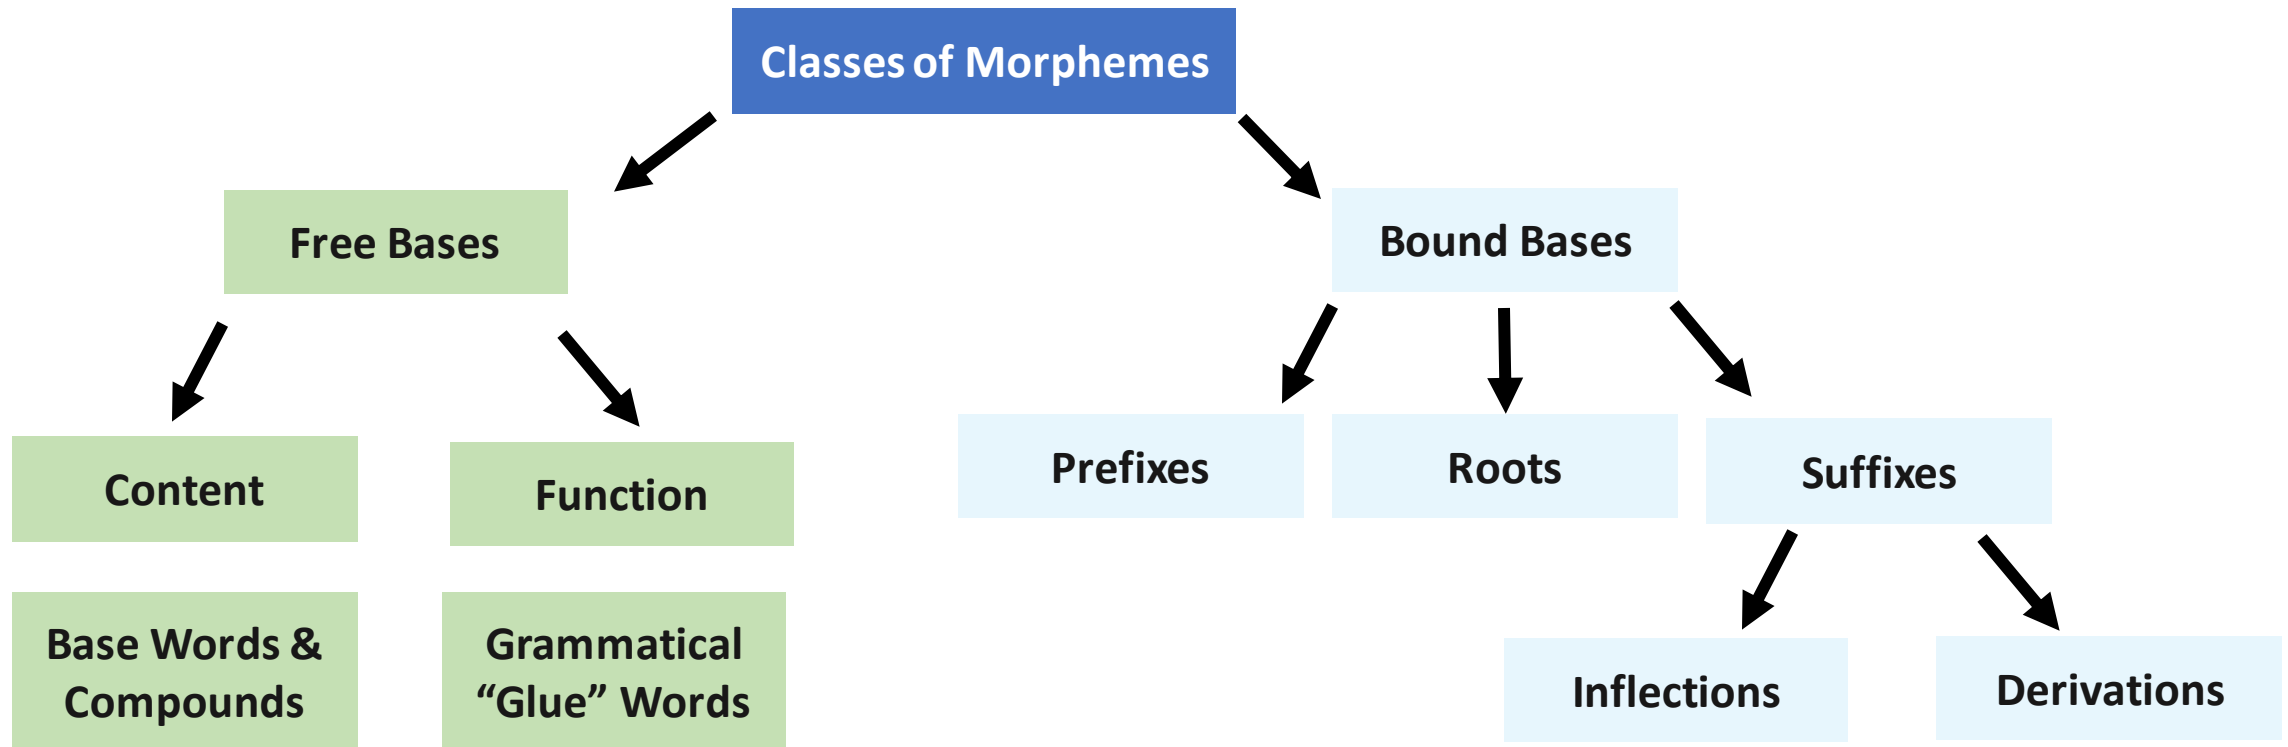 Classes of Morphemes
Free Bases
Bound Bases
Content
Function
Prefixes
Roots
Suffixes
Base Words &
Compounds
Grammatical
“Glue” Words
Inflections
Derivations